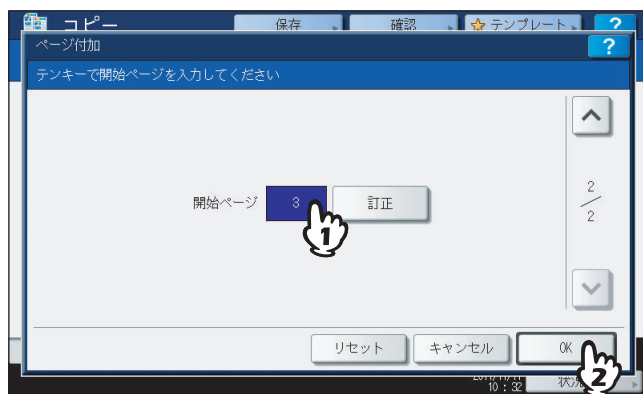 コピー 保存 確認 テンプレート ?
ページ付加 ?
テンキーで開始ページを入力してください
開始ページ 3 訂正
1
2
2
リセット キャンセル OK
2
10:32